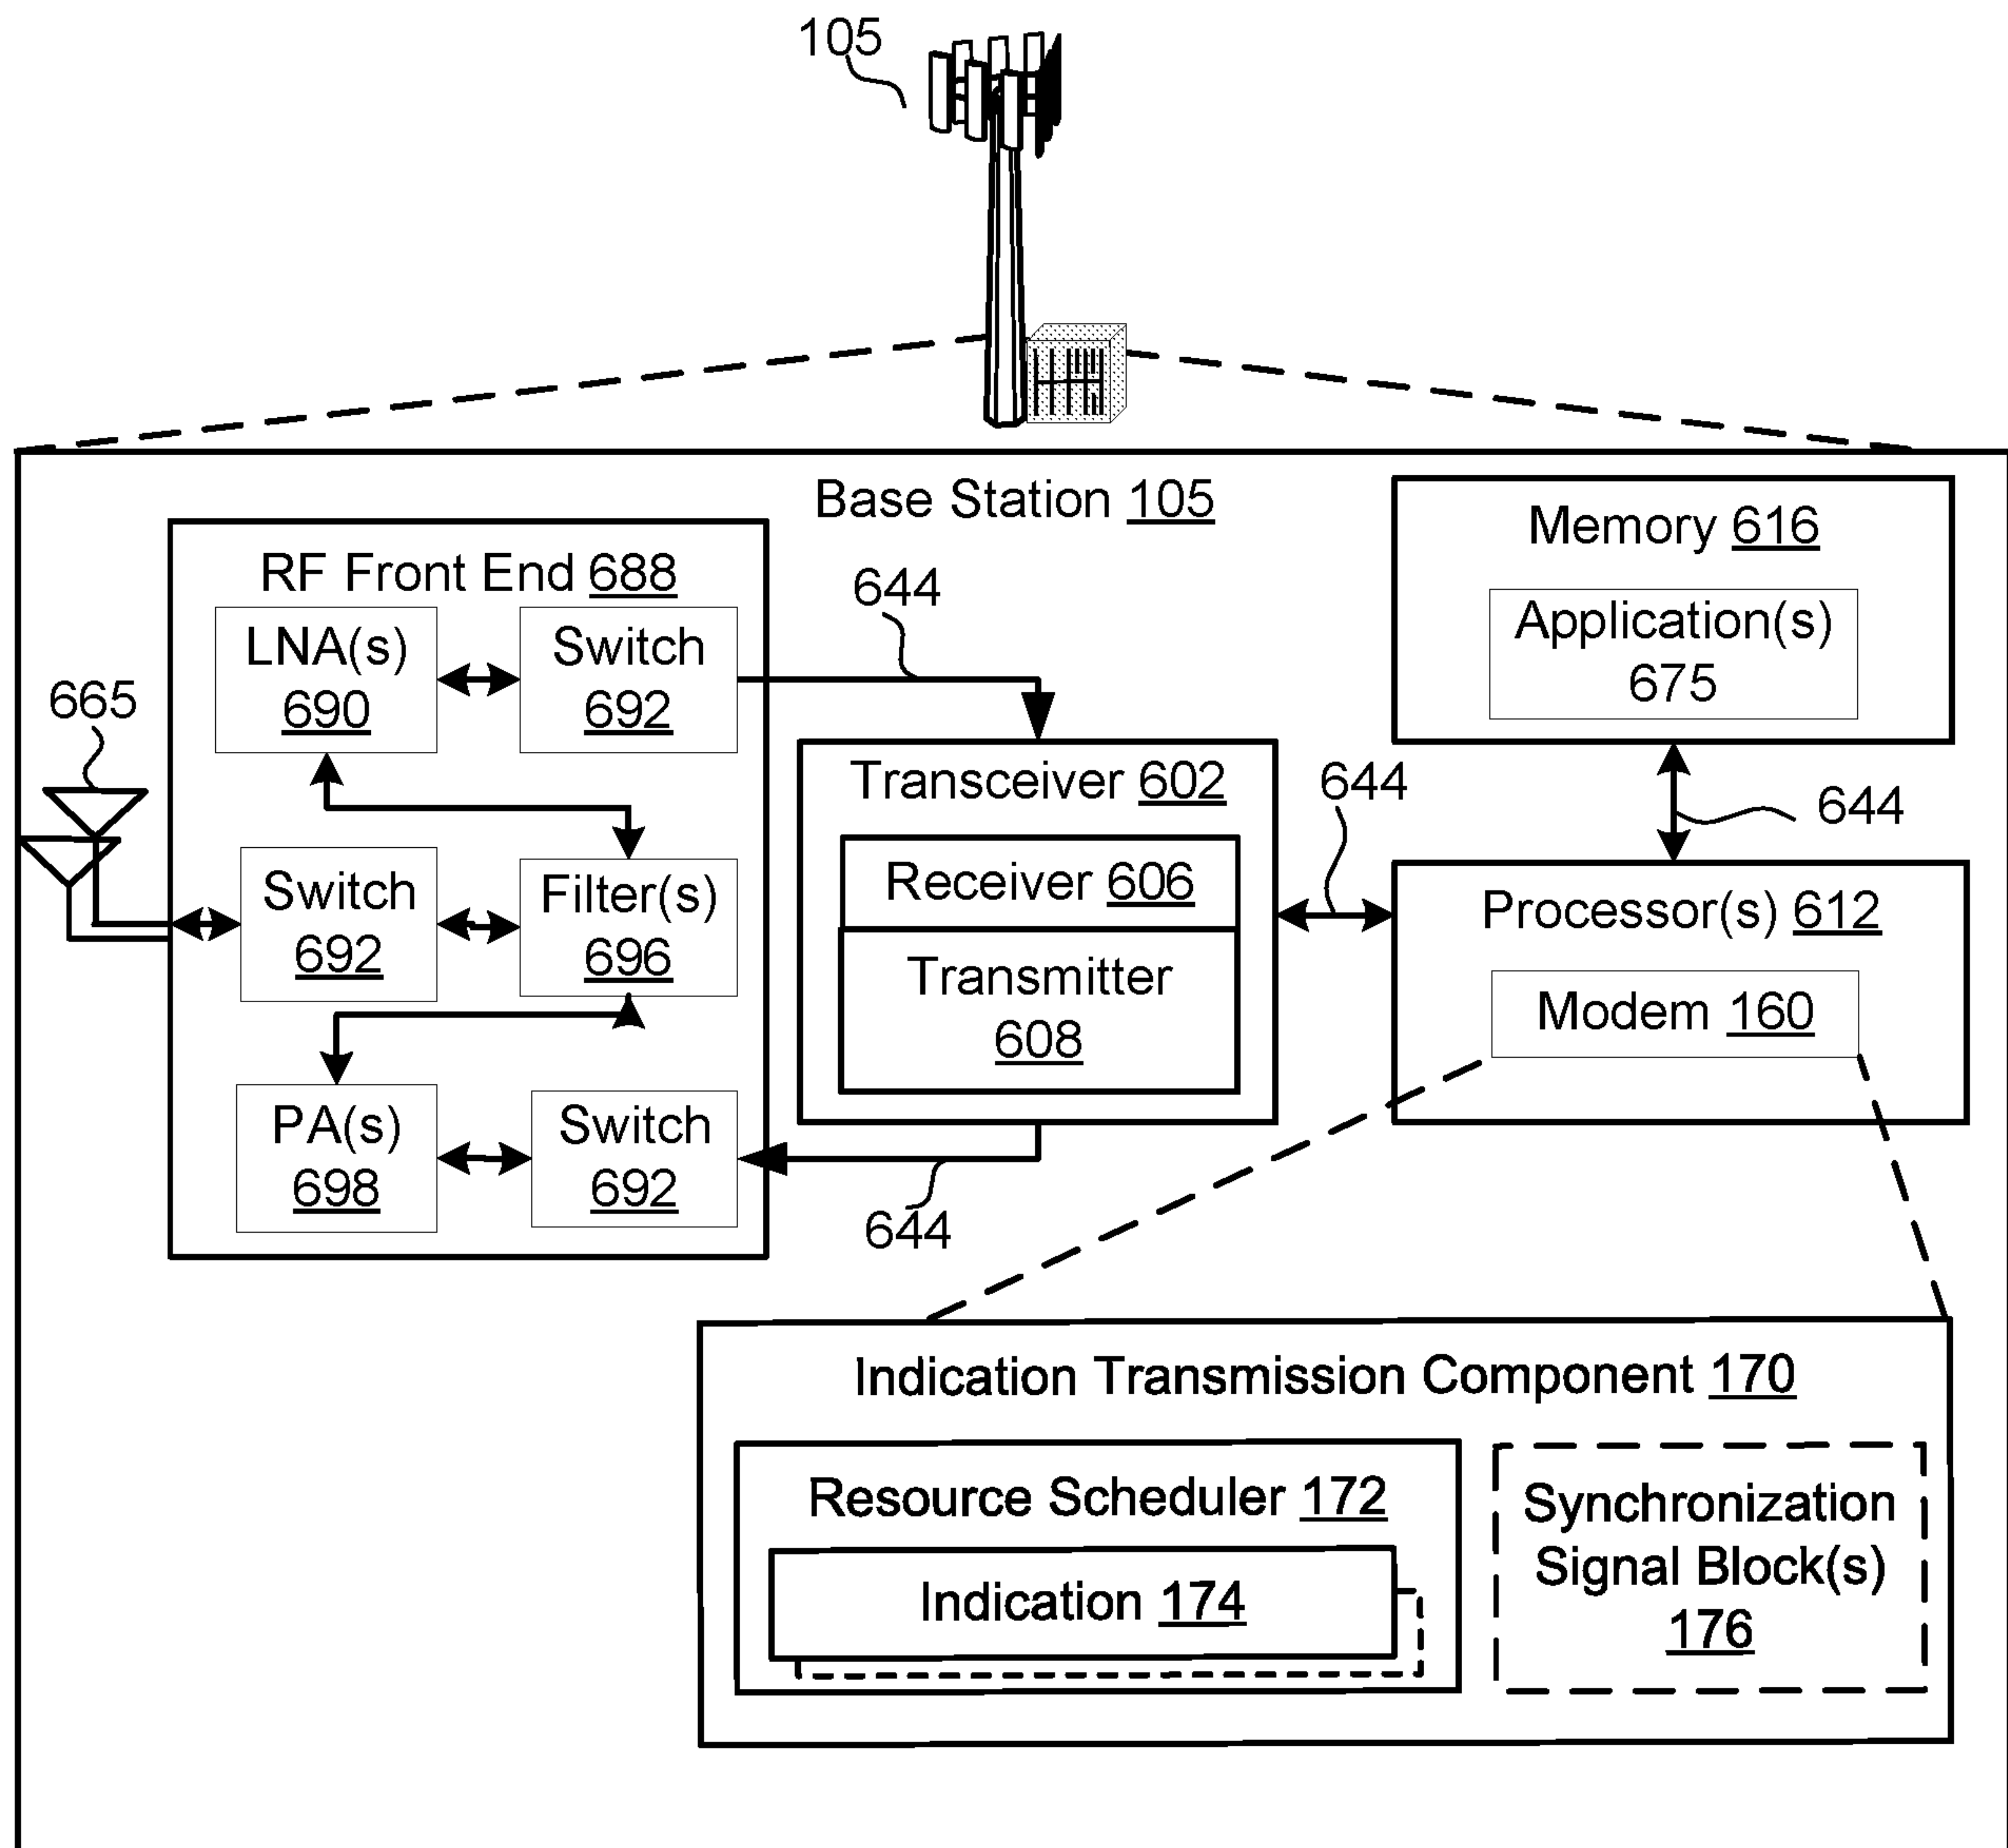 105
Base Station 105
RF Front End 688
LNA(s)
690
Switch
692
644
665
Switch
692
Filter(s)
696
PA(s)
698
Switch
692
644
Transceiver 602
Receiver 606
Transmitter
608
644
Memory 616
Application(s)
675
644
Processor(s) 612
Modem 160
Indication Transmission Component 170
Resource Scheduler 172
Indication 174
Synchronization
Signal Block(s)
176